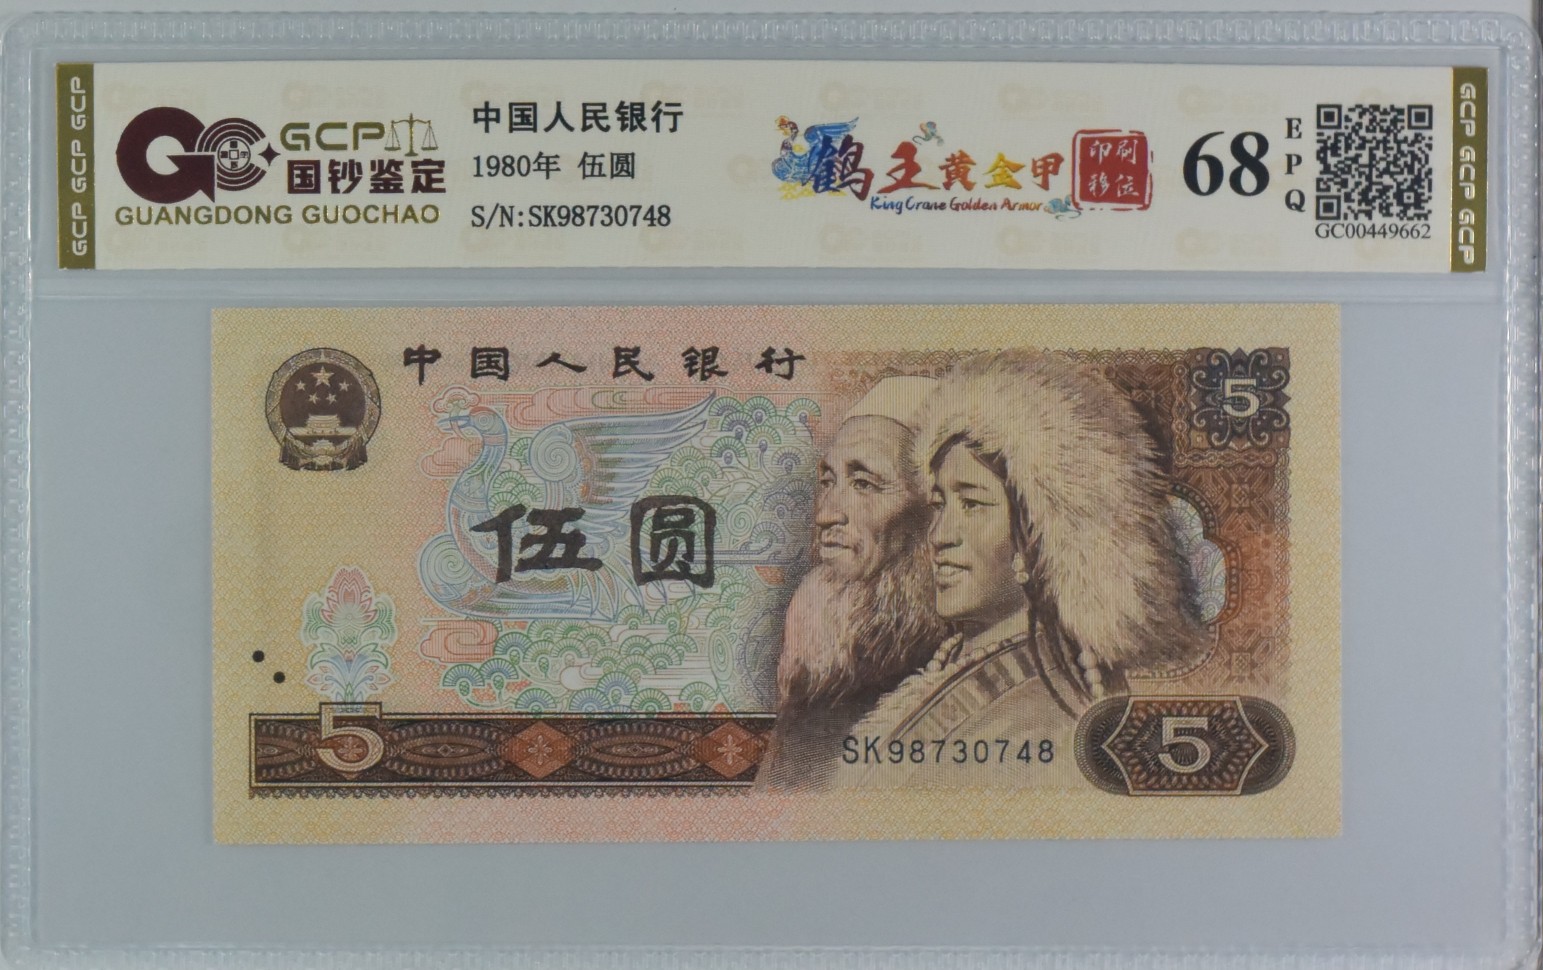 GCP GCP GCP
GCP
国钞鉴定
GUANGDONG GUOCHAO
中国人民银行
1980年 伍圆
S/N:SK98730748
鹤王黄金甲
King Crane Golden Armor
印刷
移位
68
EPQ
GC00449662
GCP GCP GCP
中国人民银行
5
伍圆
5
SK98730748
5